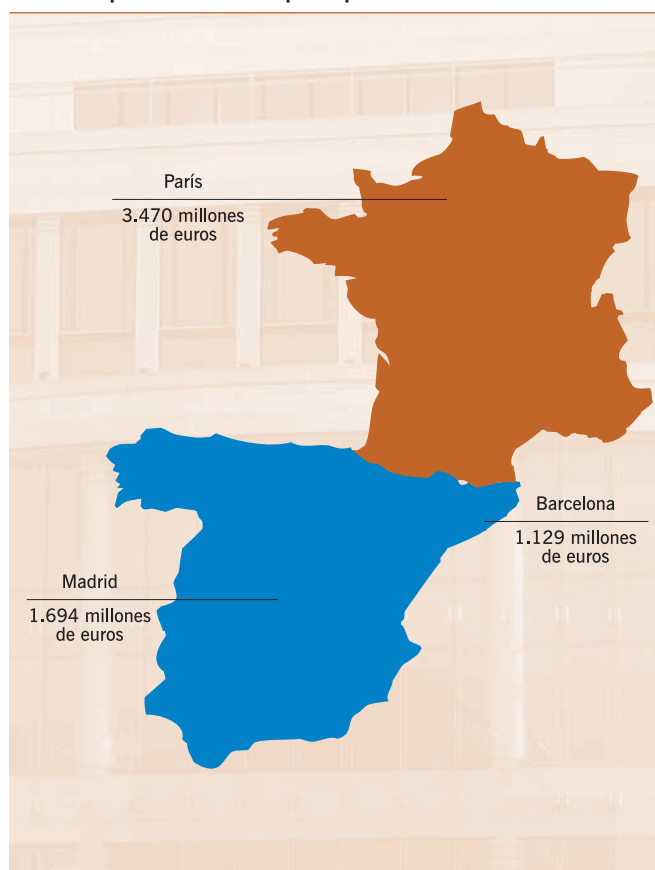 París
3.470 millones
de euros
Barcelona
1.129 millones
de euros
Madrid
1.694 millones
de euros